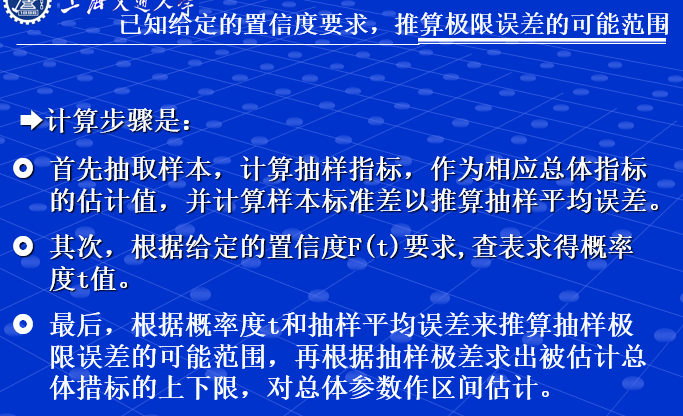 上海交通大学
已知给定的置信度要求，推算极限误差的可能范围
计算步骤是：
首先抽取样本，计算抽样指标，作为相应总体指标
的估计值，并计算样本标准差以推算抽样平均误差。
其次，根据给定的置信度F(t)要求,查表求得概率
度t值。
最后，根据概率度t和抽样平均误差来推算抽样极
限误差的可能范围，再根据抽样极差求出被估计总
体措标的上下限，对总体参数作区间估计。